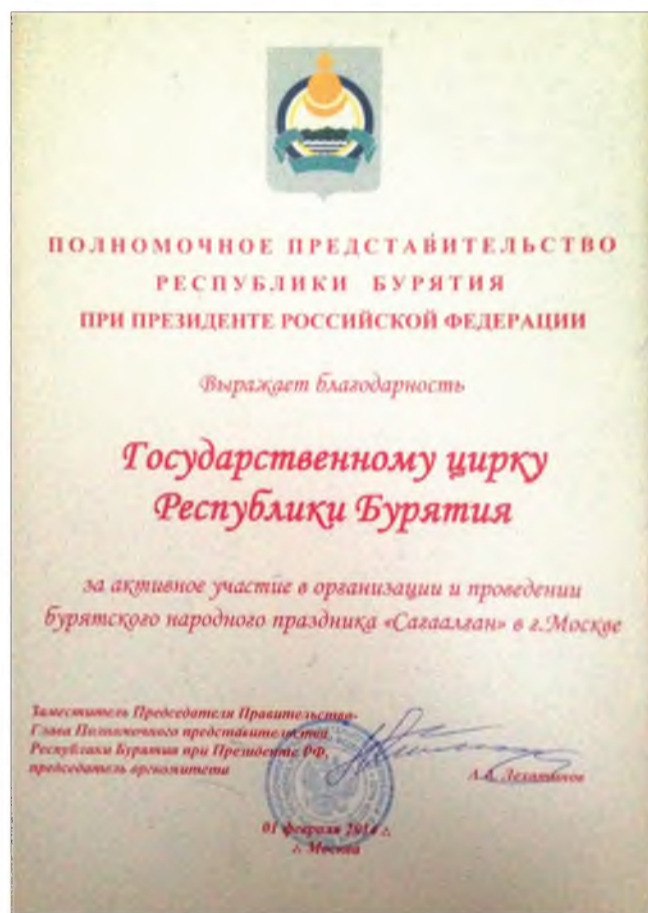 ПОЛНОМОЧНОЕ ПРЕДСТАВИТЕЛЬСТВО
РЕСПУБЛИКИ БУРЯТИЯ
ПРИ ПРЕЗИДЕНТЕ РОССИЙСКОЙ ФЕДЕРАЦИИ
Выражает благодарность
Государственному цирку
Республики Бурятия
за активное участие в организации и проведении
бурятского народного праздника «Сагаалган» в г.Москве
Заместитель Председателя Правительства-
Глава Полномочного представительства
Республики Бурятия при Президенте РФ,
председатель оргкомитета
А.А.
01 февраля г.
г. Москва